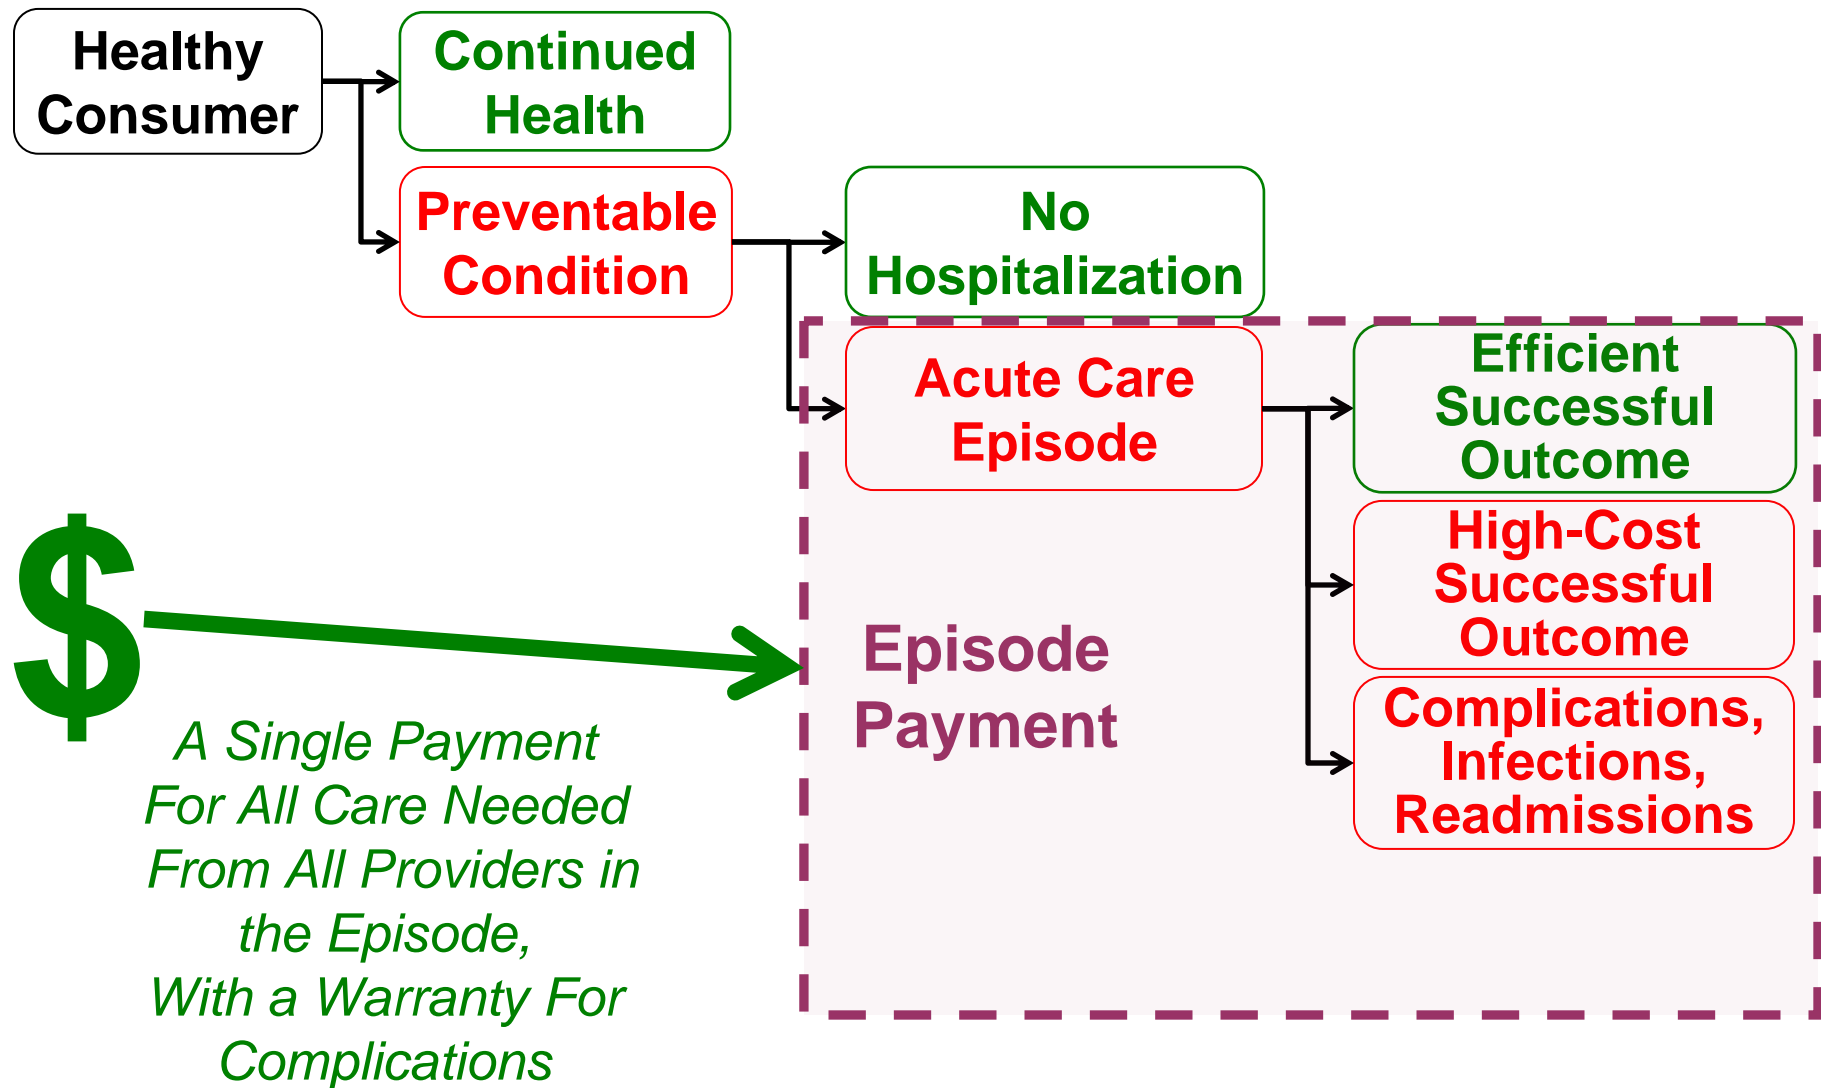 Healthy
Consumer
Continued
Health
Preventable
Condition
No
Hospitalization
Acute Care
Episode
Efficient
Successful
Outcome
High-Cost
Successful
Outcome
Complications,
Infections,
Readmissions
Episode
Payment
$
A Single Payment
For All Care Needed
From All Providers in
the Episode,
With a Warranty For
Complications